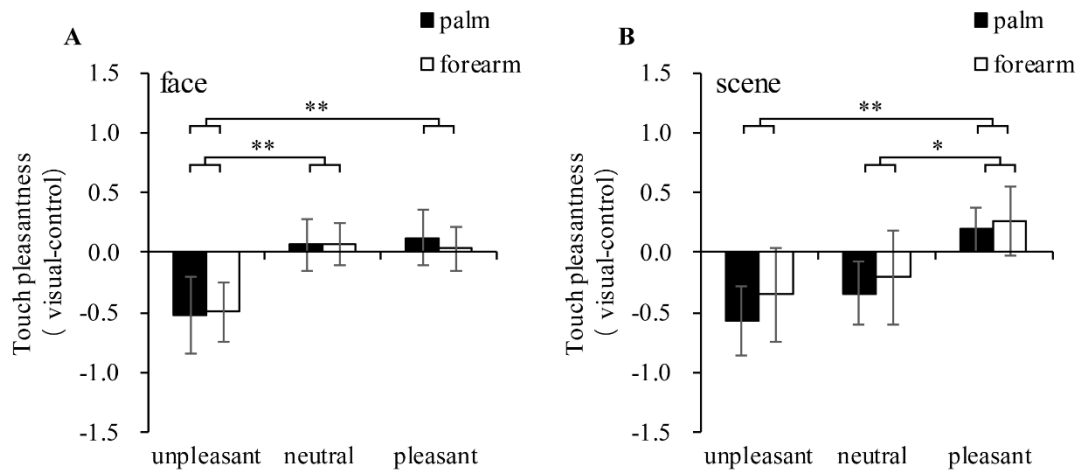 A
palm
forearm
face
**
**
1.5
1.0
0.5
0.0
-0.5
-1.0
-1.5
Touch pleasantness
( visual-control)
unpleasant neutral pleasant
B
palm
forearm
scene
**
*
1.5
1.0
0.5
0.0
-0.5
-1.0
-1.5
Touch pleasantness
( visual-control)
unpleasant neutral pleasant